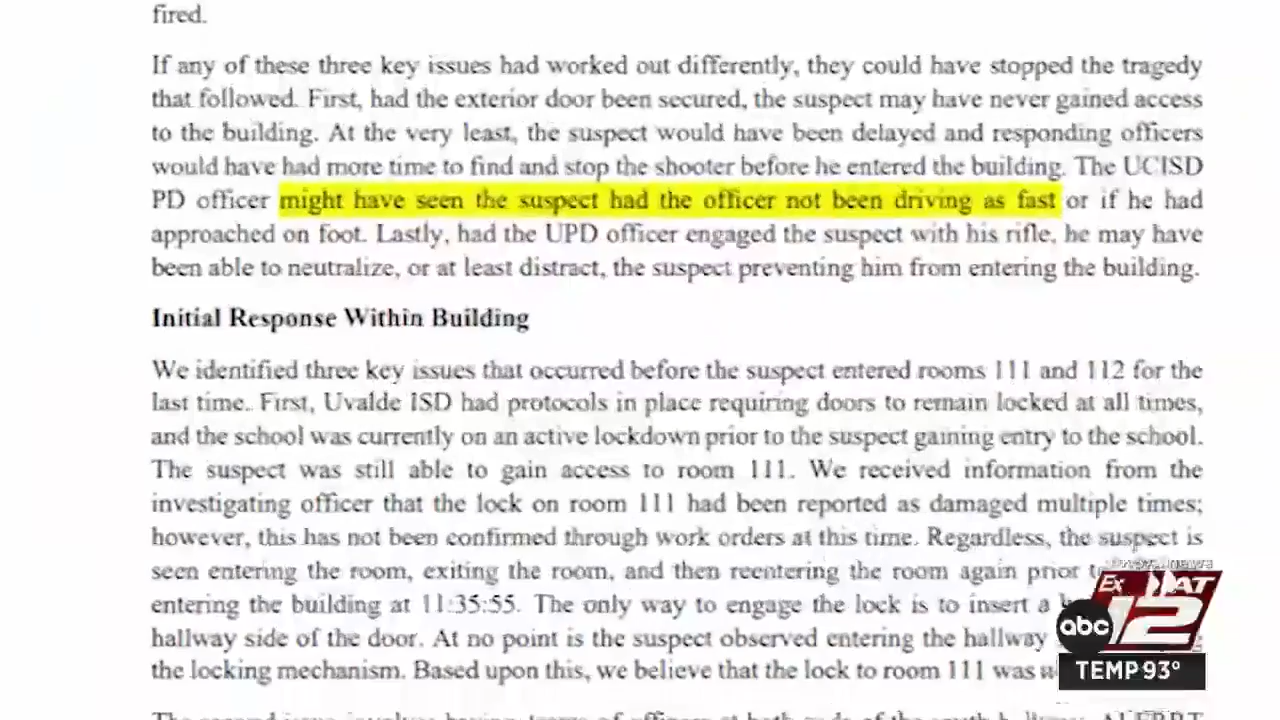 fired.
If any of these three key issues had worked out differently, they could have stopped the tragedy
that followed. First, had the exterior door been secured, the suspect may have never gained access
to the building. At the very least, the suspect would have been delayed and responding officers
would have had more time to find and stop the shooter before he entered the building. The UCISD
PD officer might have seen the suspect had the officer not been driving as fast or if he had
approached on foot. Lastly, had the UPD officer engaged the suspect with his rifle, he may have
been able to neutralize, or at least distract, the suspect preventing him from entering the building.
Initial Response Within Building
We identified three key issues that occurred before the suspect entered rooms 111 and 112 for the
last time. First, Uvalde ISD had protocols in place requiring doors to remain locked at all times,
and the school was currently on an active lockdown prior to the suspect gaining entry to the school.
The suspect was still able to gain access to room 111. We received information from the
investigating officer that the lock on room 111 had been reported as damaged multiple times;
however, this has not been confirmed through work orders at this time. Regardless, the suspect is
seen entering the room, exiting the room, and then reentering the room again prior
entering the building at 11:35:55. The only way to engage the lock is to insert a
hallway side of the door. At no point is the suspect observed entering the hallway
the locking mechanism. Based upon this, we believe that the lock to room 111 was
abc 12
TEMP 93°